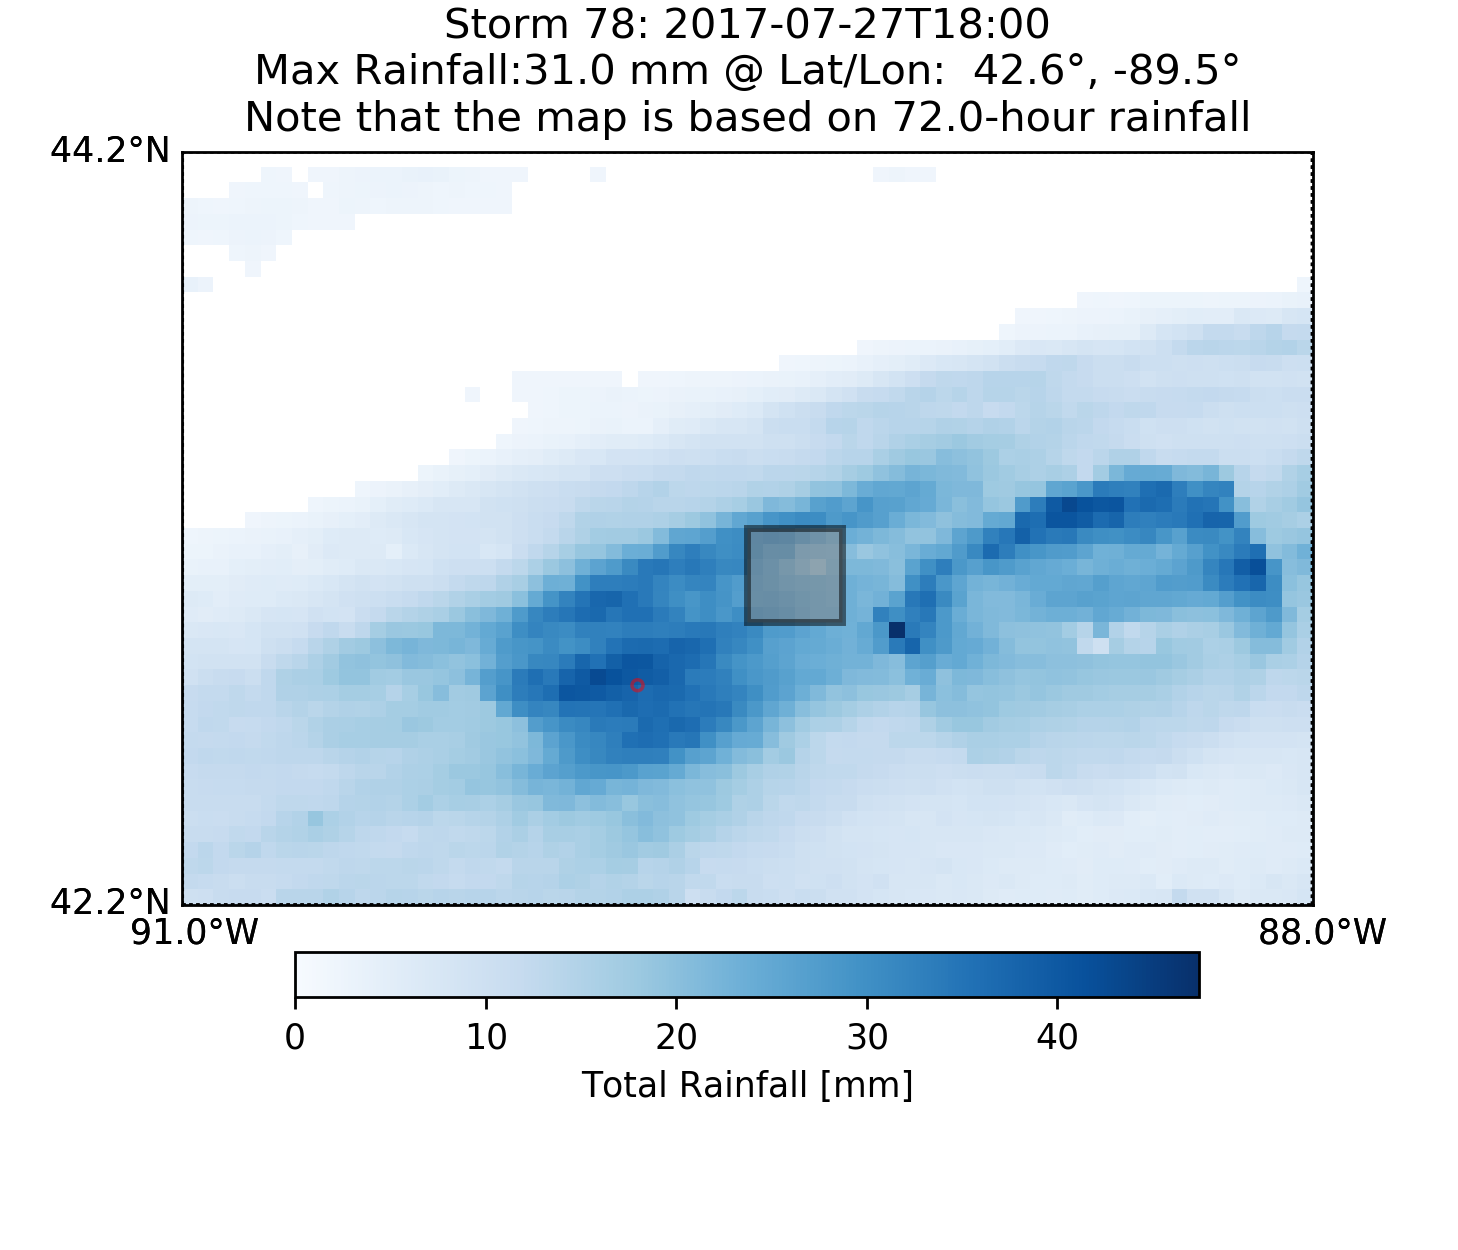 Storm 78: 2017-07-27T18:00
Max Rainfall:31.0 mm @ Lat/Lon:  42.6°, -89.5°
Note that the map is based on 72.0-hour rainfall
44.2°N
42.2°N
91.0°W 88.0°W
0 10 20 30 40
Total Rainfall [mm]